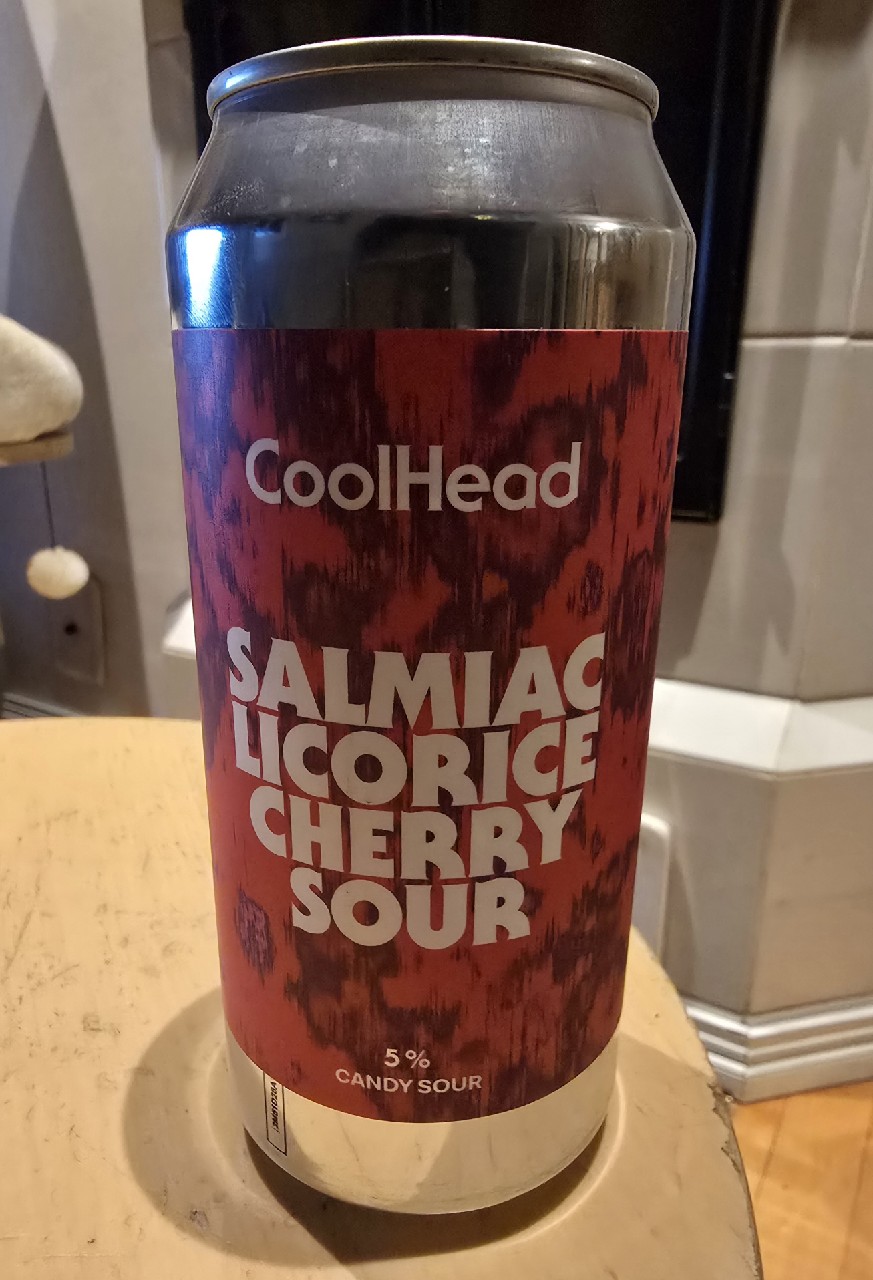 CoolHead
SALMIAC
LICORICE
CHERRY
SOUR
5%
CANDY SOUR